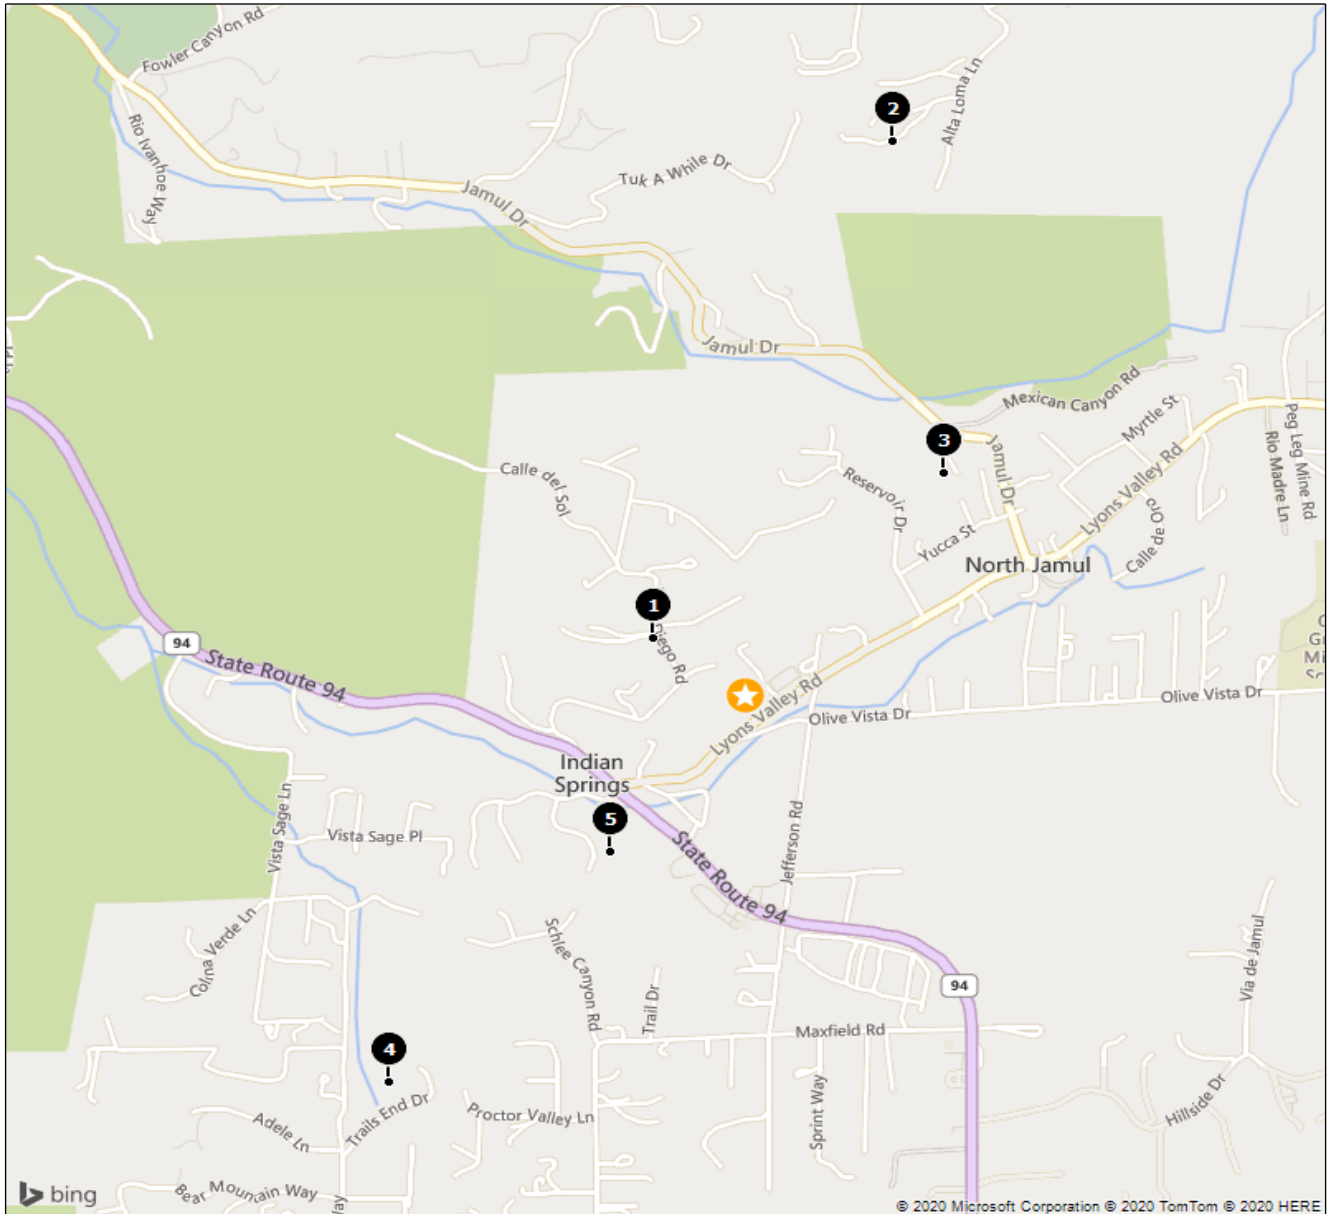 Fowler Canyon Rd
2
Alta Loma Ln
Rio Ivanhoe Way
Tuk A While Dr
Jamul Dr
Jamul Dr
Mexican Canyon Rd
Myrtle St
Peg Leg Mine Rd
3
Calle del Sol
Reservoir Dr
Jamul Dr
Lyons Valley Rd
Rio Madre Ln
Yucca St
Calle de Oro
North Jamul
1
94
State Route 94
Diego Rd
Lyons Valley Rd
Olive Vista Dr
Olive Vista Dr
Indian
Springs
5
Vista Sage Ln
Vista Sage Pl
Jefferson Rd
State Route 94
Colina Verde Ln
Schlee Canyon Rd
Trail Dr
94
Via de Jamul
Maxfield Rd
4
Adele Ln
Trails End Dr
Proctor Valley Ln
Sprint Way
Hillside Dr
Bear Mountain Way
bing
© 2020 Microsoft Corporation © 2020 TomTom © 2020 HERE